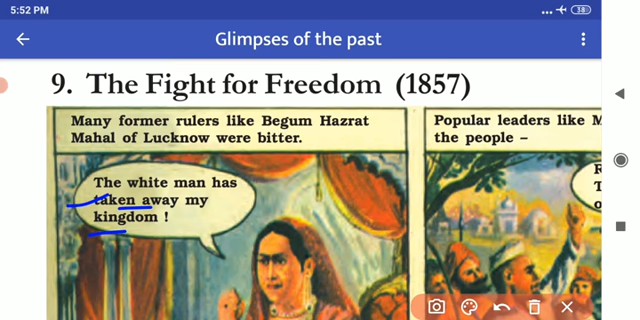 5:52 PM
38
Glimpses of the past
9. The Fight for Freedom (1857)
Many former rulers like Begum Hazrat
Mahal of Lucknow were bitter.
The white man has
taken away my
kingdom !
Popular leaders like M
the people –